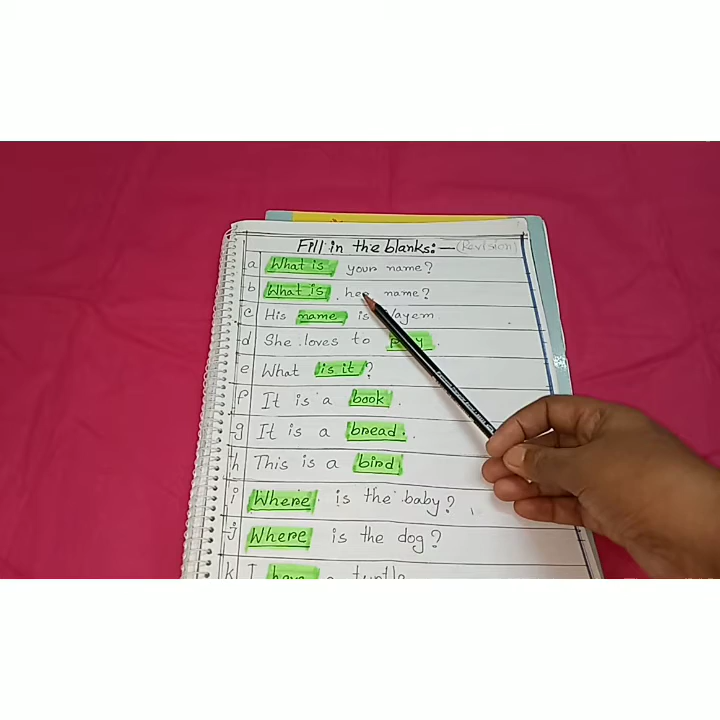 Fill in the blanks:- (Revision)
a What is your name?
b What is her name?
c His name is
d She loves to
e What is it?
f It is a book.
g It is a bread.
h This is a bird.
i Where is the baby?
j Where is the dog?
k I have a turtle